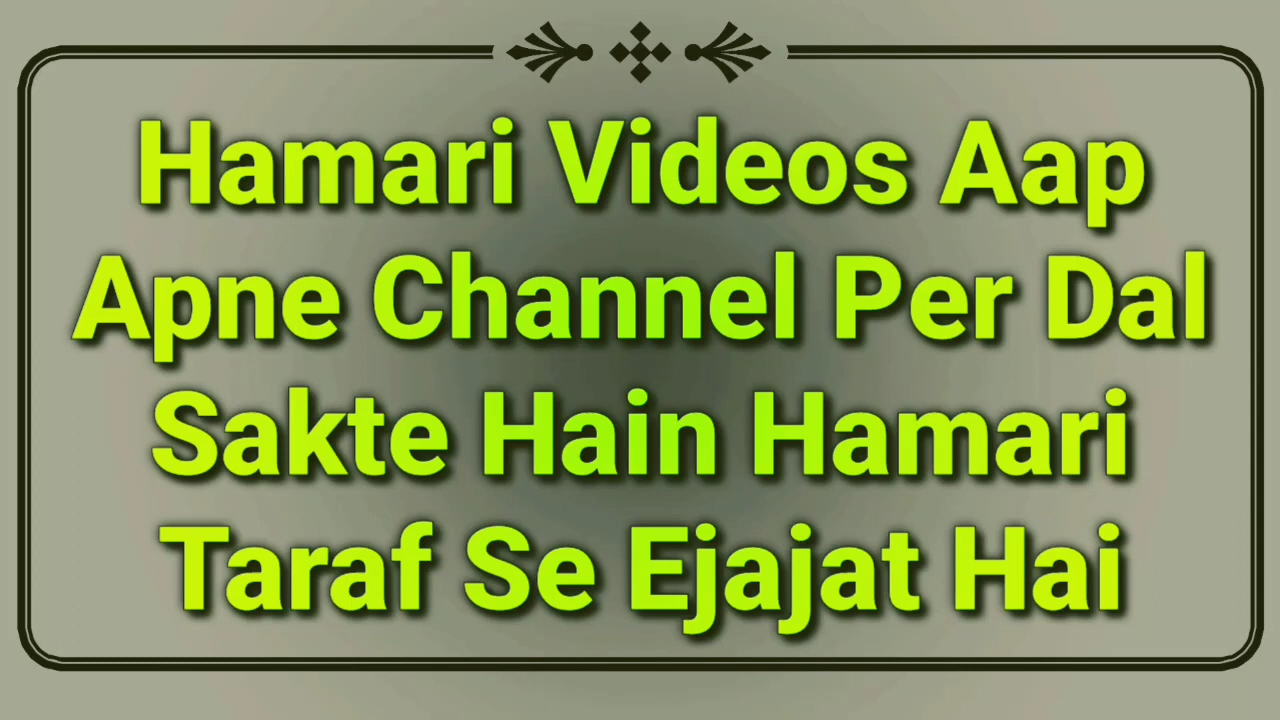 Hamari Videos Aap
Apne Channel Per Dal
Sakte Hain Hamari
Taraf Se Ejajat Hai